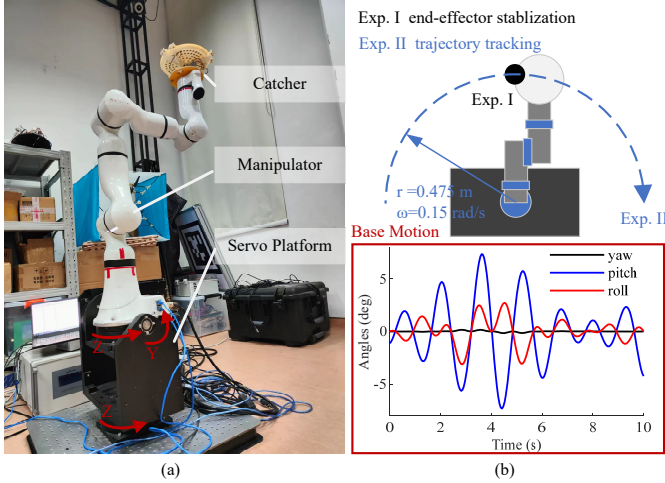 Catcher
Manipulator
Servo Platform
Z
Y
Z
(a)
Exp. I end-effector stablization
Exp. II trajectory tracking
Exp. I
r =0.475 m
ω=0.15 rad/s
Exp. II
Base Motion
yaw
pitch
roll
Angles (deg)
5
0
-5
0
2
4
6
8
10
Time (s)
(b)